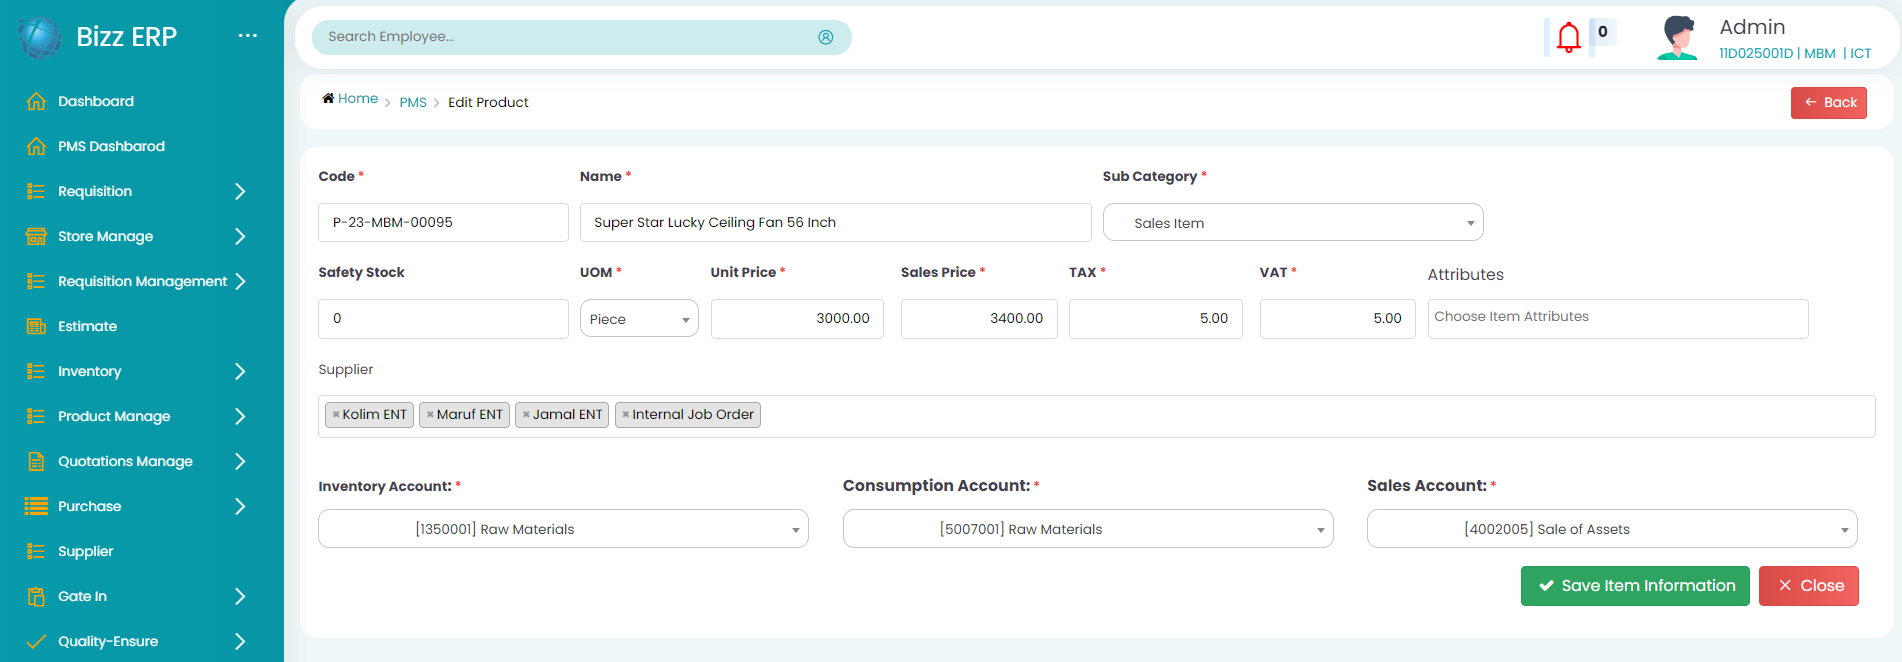 Bizz ERP ...
Dashboard
PMS Dashbarod
Requisition
Store Manage
Requisition Management
Estimate
Inventory
Product Manage
Quotations Manage
Purchase
Supplier
Gate In
Quality-Ensure
Search Employee...
0
Admin
11D025001D | MBM | ICT
Home > PMS > Edit Product
← Back
Code * Name * Sub Category *
P-23-MBM-00095 Super Star Lucky Ceiling Fan 56 Inch Sales Item
Safety Stock UOM * Unit Price * Sales Price * TAX * VAT * Attributes
0 Piece 3000.00 3400.00 5.00 5.00 Choose Item Attributes
Supplier
×Kolim ENT ×Maruf ENT ×Jamal ENT ×Internal Job Order
Inventory Account: * Consumption Account: * Sales Account: *
[1350001] Raw Materials [5007001] Raw Materials [4002005] Sale of Assets
✔ Save Item Information × Close